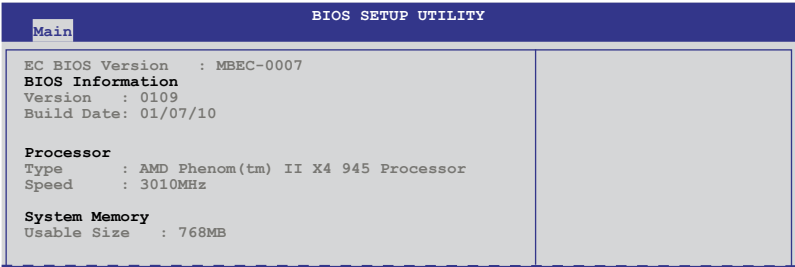 BIOS SETUP UTILITY
Main
EC BIOS Version : MBEC-0007
BIOS Information
Version : 0109
Build Date: 01/07/10
Processor
Type : AMD Phenom(tm) II X4 945 Processor
Speed : 3010MHz
System Memory
Usable Size : 768MB